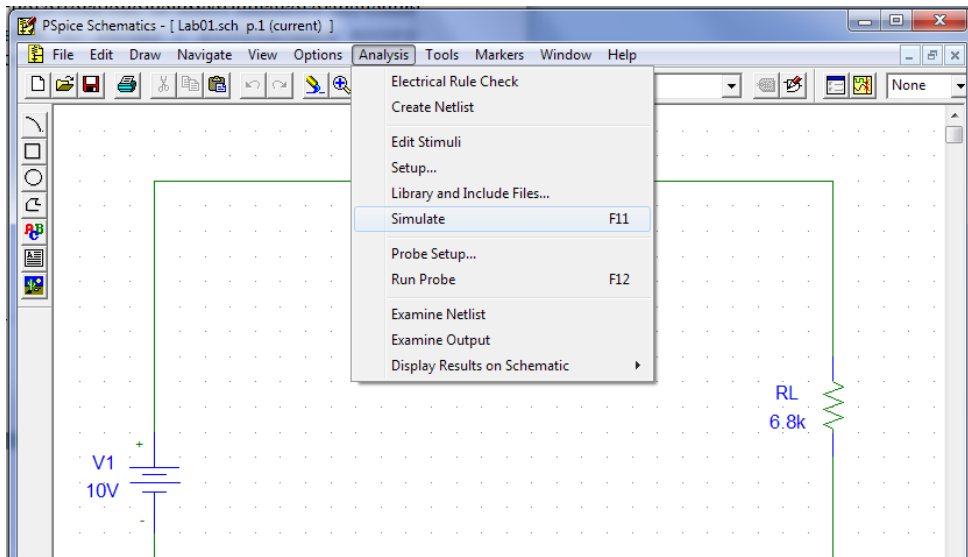 PSpice Schematics - [ Lab01.sch p.1 (current) ]
File Edit Draw Navigate View Options Analysis Tools Markers Window Help
None
Electrical Rule Check
Create Netlist
Edit Stimuli
Setup...
Library and Include Files...
Simulate F11
Probe Setup...
Run Probe F12
Examine Netlist
Examine Output
Display Results on Schematic
ABC
RL
6.8k
+
V1
10V
-